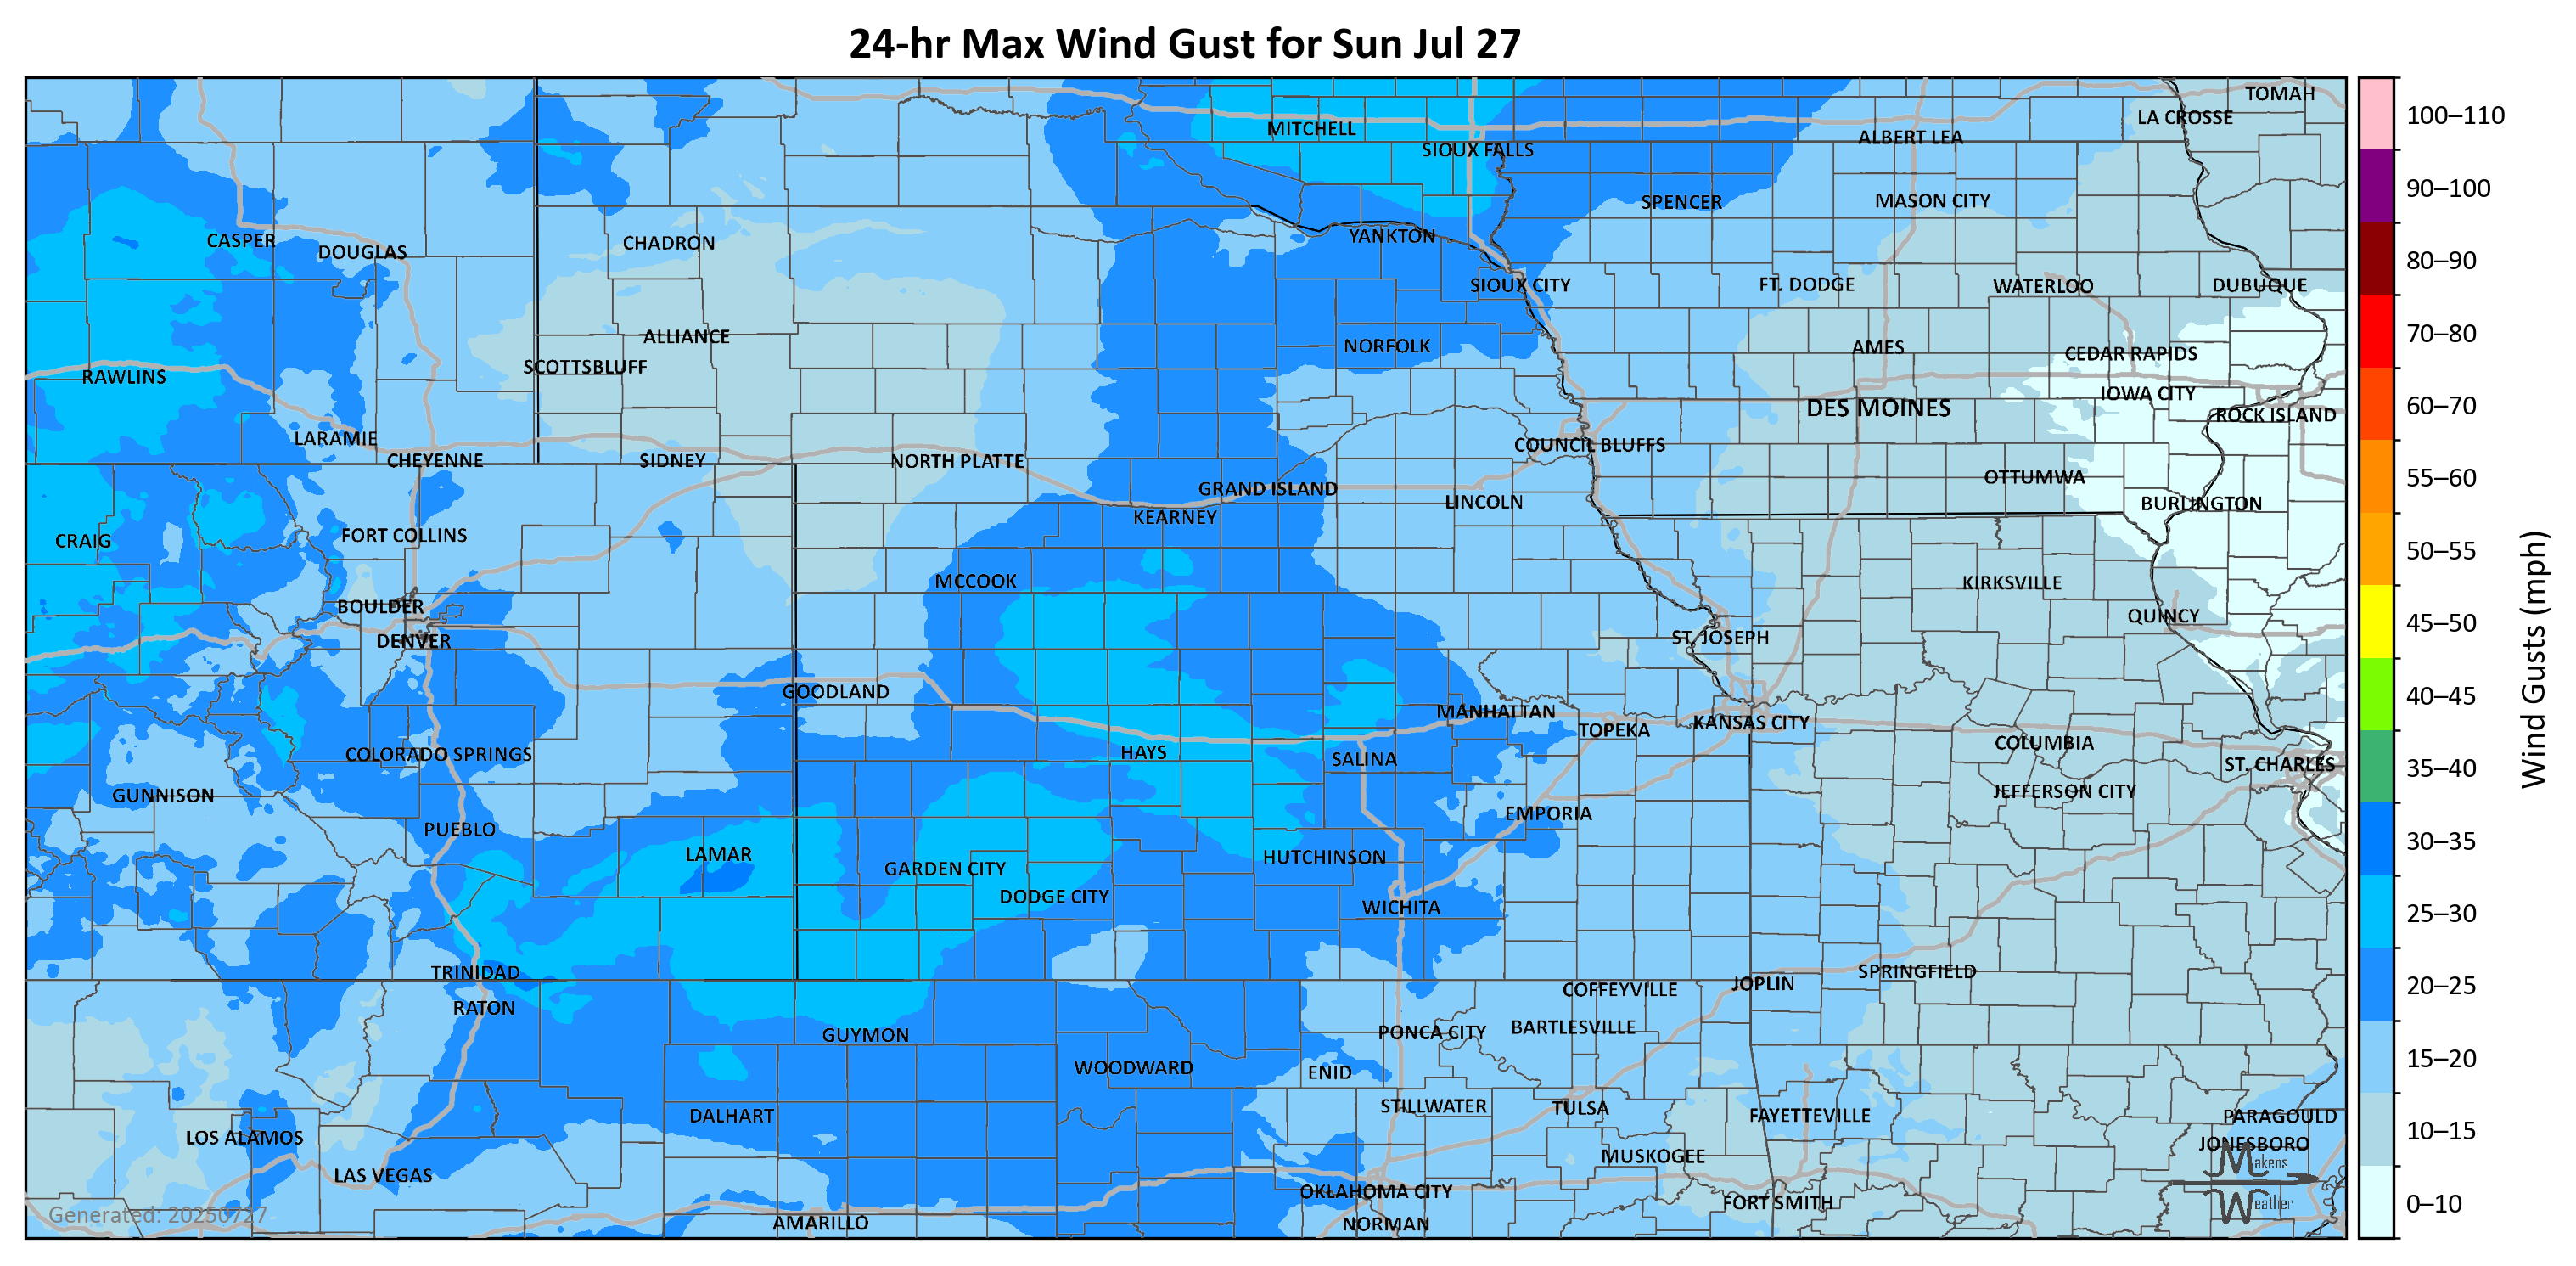 24-hr Max Wind Gust for Sun Jul 27
TOMAH
LA CROSSE
MITCHELL
ALBERT LEA
SIOUX FALLS
SPENCER
MASON CITY
CASPER
DOUGLAS
CHADRON
YANKTON
SIOUX CITY
FT. DODGE
WATERLOO
DUBUQUE
ALLIANCE
NORFOLK
AMES
CEDAR RAPIDS
SCOTTSBLUFF
RAWLINS
IOWA CITY
DES MOINES
ROCK ISLAND
LARAMIE
COUNCIL BLUFFS
CHEYENNE
SIDNEY
NORTH PLATTE
OTTUMWA
GRAND ISLAND
LINCOLN
BURLINGTON
KEARNEY
FORT COLLINS
CRAIG
MCCOOK
KIRKSVILLE
BOULDER
QUINCY
DENVER
ST. JOSEPH
GOODLAND
MANHATTAN
TOPEKA
KANSAS CITY
COLUMBIA
COLORADO SPRINGS
HAYS
SALINA
ST. CHARLES
GUNNISON
JEFFERSON CITY
EMPORIA
PUEBLO
LAMAR
HUTCHINSON
GARDEN CITY
DODGE CITY
WICHITA
TRINIDAD
SPRINGFIELD
JOPLIN
COFFEYVILLE
RATON
BARTLESVILLE
PONCA CITY
GUYMON
WOODWARD
ENID
STILLWATER
TULSA
DALHART
FAYETTEVILLE
PARAGOULD
LOS ALAMOS
JONESBORO
MUSKOGEE
LAS VEGAS
OKLAHOMA CITY
FORT SMITH
AMARILLO
NORMAN
Makens
Weather
Generated: 20250727
100–110
90–100
80–90
70–80
60–70
55–60
50–55
45–50
40–45
35–40
30–35
25–30
20–25
15–20
10–15
0–10
Wind Gusts (mph)